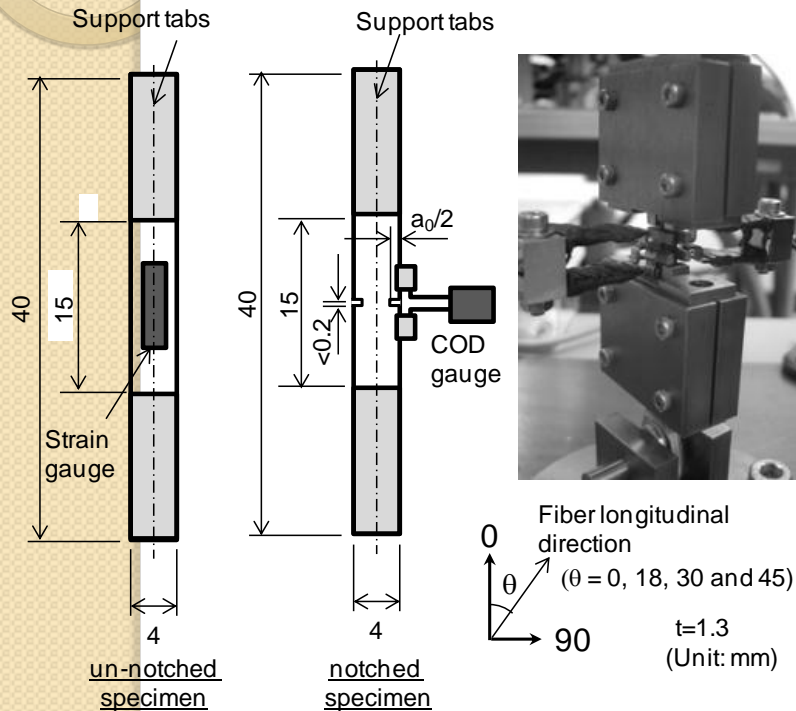 Support tabs
Support tabs
40
15
Strain
gauge
4
un-notched
specimen
40
15
<0.2
a0/2
COD
gauge
4
notched
specimen
0
θ
90
Fiber longitudinal
direction
(θ = 0, 18, 30 and 45)
t=1.3
(Unit: mm)